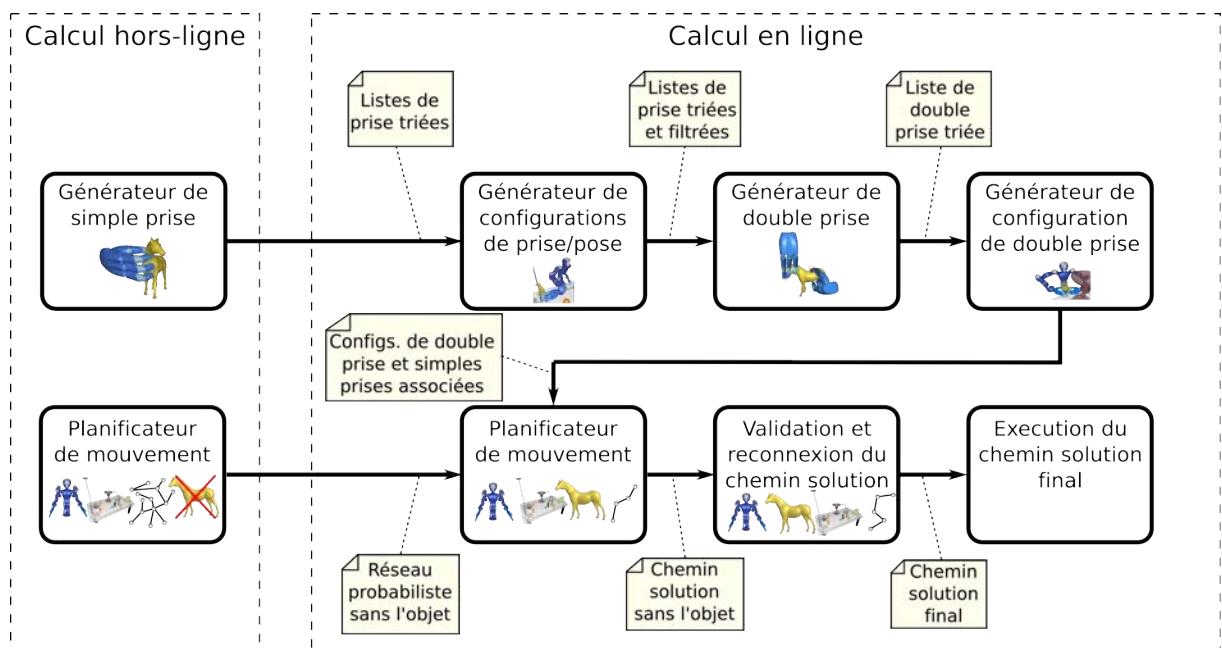 Calcul hors-ligne
Calcul en ligne
Listes de
prise triées
Listes de
prise triées
et filtrées
Liste de
double
prise triée
Générateur de
simple prise
Générateur de
configurations
de prise/pose
Générateur de
double prise
Générateur de
configuration
de double prise
Configs. de double
prise et simples
prises associées
Planificateur
de mouvement
Planificateur
de mouvement
Validation et
reconnexion du
chemin solution
Execution du
chemin solution
final
Réseau
probabiliste
sans l'objet
Chemin
solution
sans l'objet
Chemin
solution
final